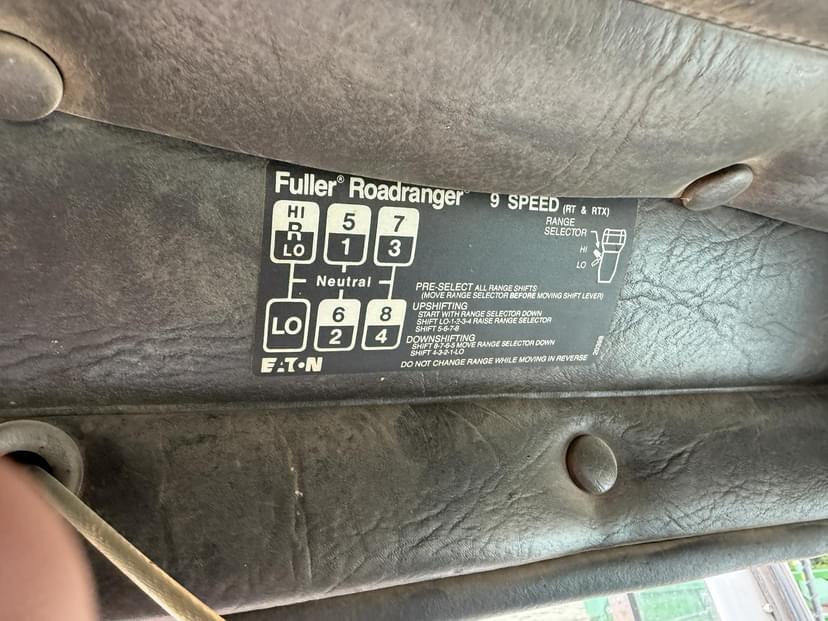 Fuller® Roadranger® 9 SPEED (RT & RTX)
HI
R
LO
5
1
7
3
RANGE
SELECTOR
HI
LO
Neutral
LO
6
2
8
4
PRE-SELECT ALL RANGE SHIFTS
(MOVE RANGE SELECTOR BEFORE MOVING SHIFT LEVER)
UPSHIFTING
START WITH RANGE SELECTOR DOWN
SHIFT LO-1-2-3-4 RAISE RANGE SELECTOR
SHIFT 5-6-7-8
DOWNSHIFTING
SHIFT 8-7-6-5 MOVE RANGE SELECTOR DOWN
SHIFT 4-3-2-1-LO
DO NOT CHANGE RANGE WHILE MOVING IN REVERSE
EATON